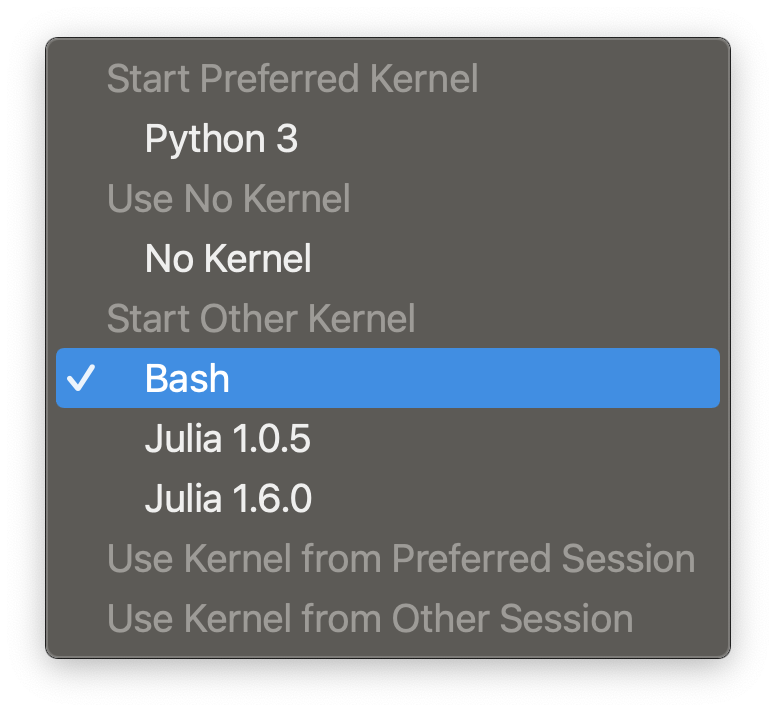 Start Preferred Kernel
Python 3
Use No Kernel
No Kernel
Start Other Kernel
Bash
Julia 1.0.5
Julia 1.6.0
Use Kernel from Preferred Session
Use Kernel from Other Session